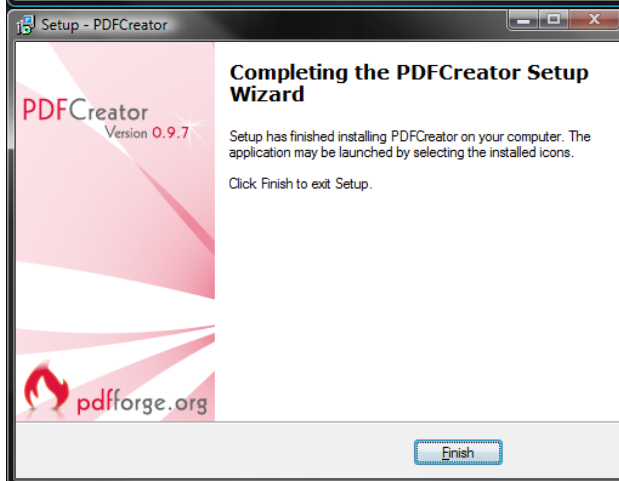 Setup - PDFCreator
Completing the PDFCreator Setup
Wizard
PDFCreator
Version 0.9.7
Setup has finished installing PDFCreator on your computer. The
application may be launched by selecting the installed icons.
Click Finish to exit Setup.
pdfforge.org
Finish